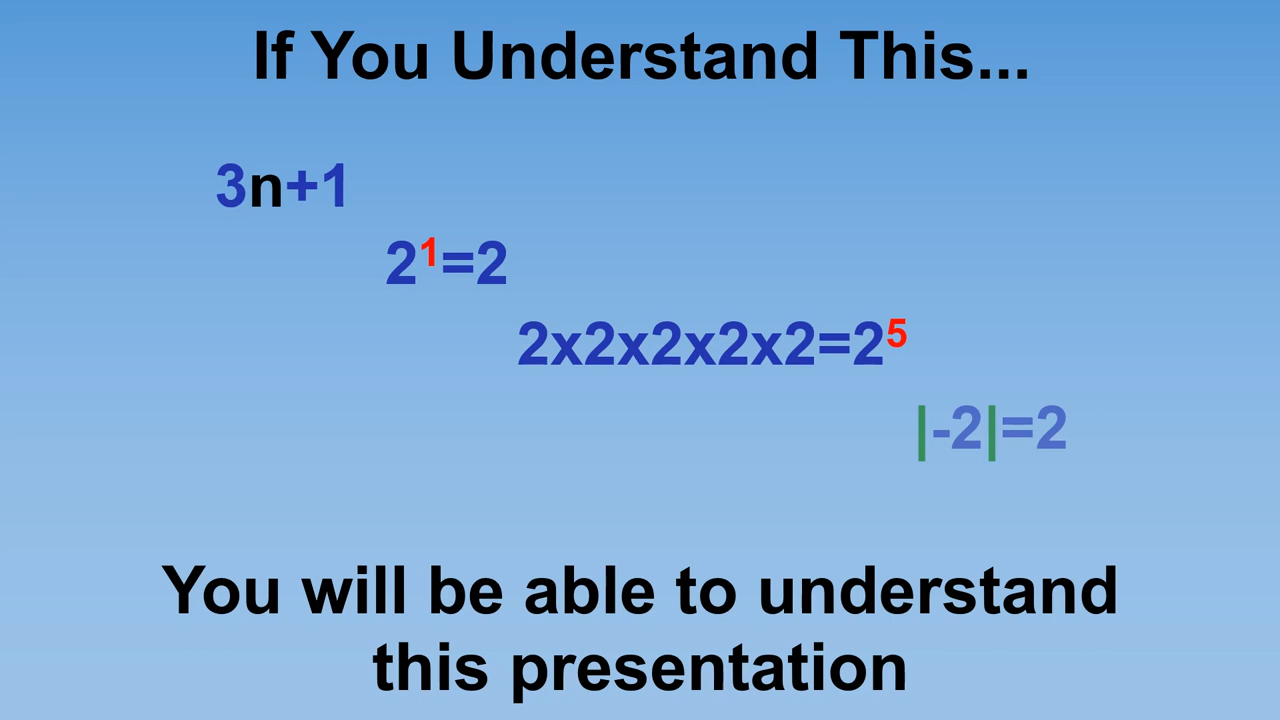 If You Understand This...
3n+1
2¹=2
2x2x2x2x2=2⁵
|-2|=2
You will be able to understand
this presentation